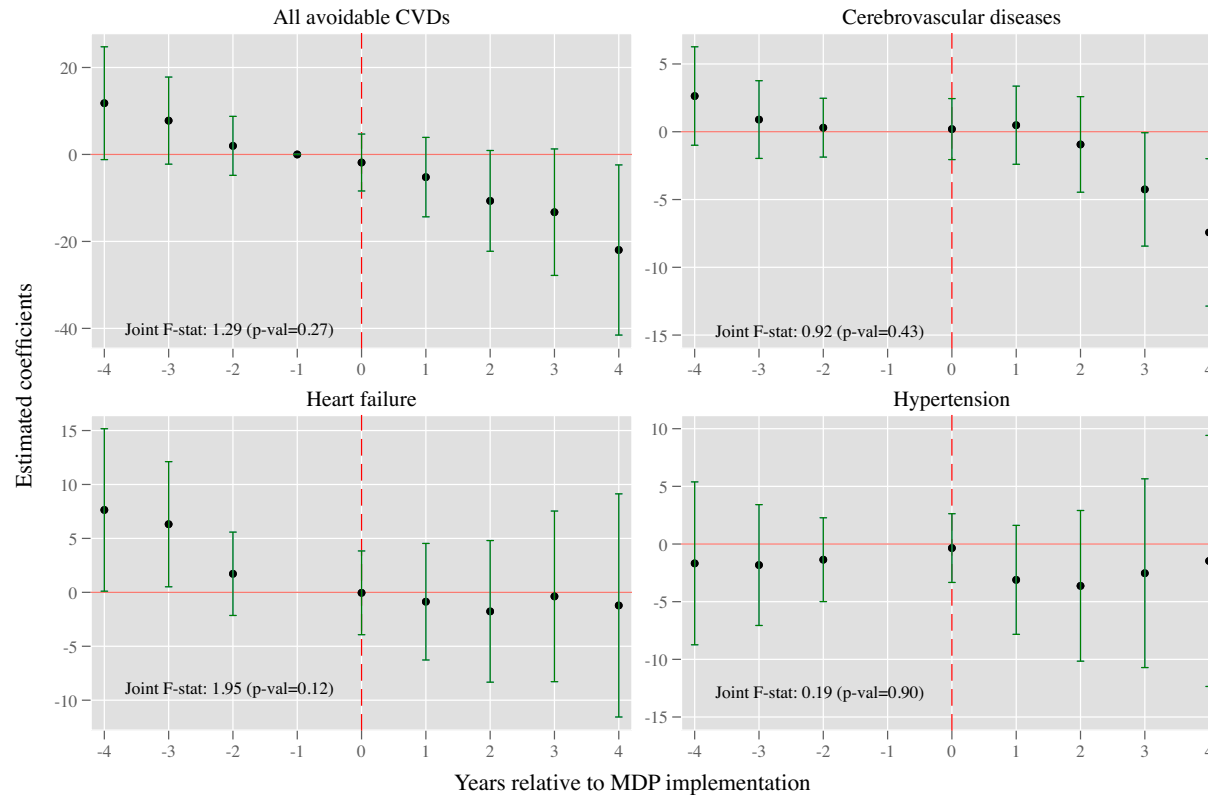 All avoidable CVDs
Cerebrovascular diseases
20
0
-20
-40
Joint F-stat: 1.29 (p-val=0.27)
-4 -3 -2 -1 0 1 2 3 4
5
0
-5
-10
-15
Joint F-stat: 0.92 (p-val=0.43)
-4 -3 -2 -1 0 1 2 3 4
Estimated coefficients
Heart failure
Hypertension
15
10
5
0
-5
-10
Joint F-stat: 1.95 (p-val=0.12)
-4 -3 -2 -1 0 1 2 3 4
10
5
0
-5
-10
-15
Joint F-stat: 0.19 (p-val=0.90)
-4 -3 -2 -1 0 1 2 3 4
Years relative to MDP implementation